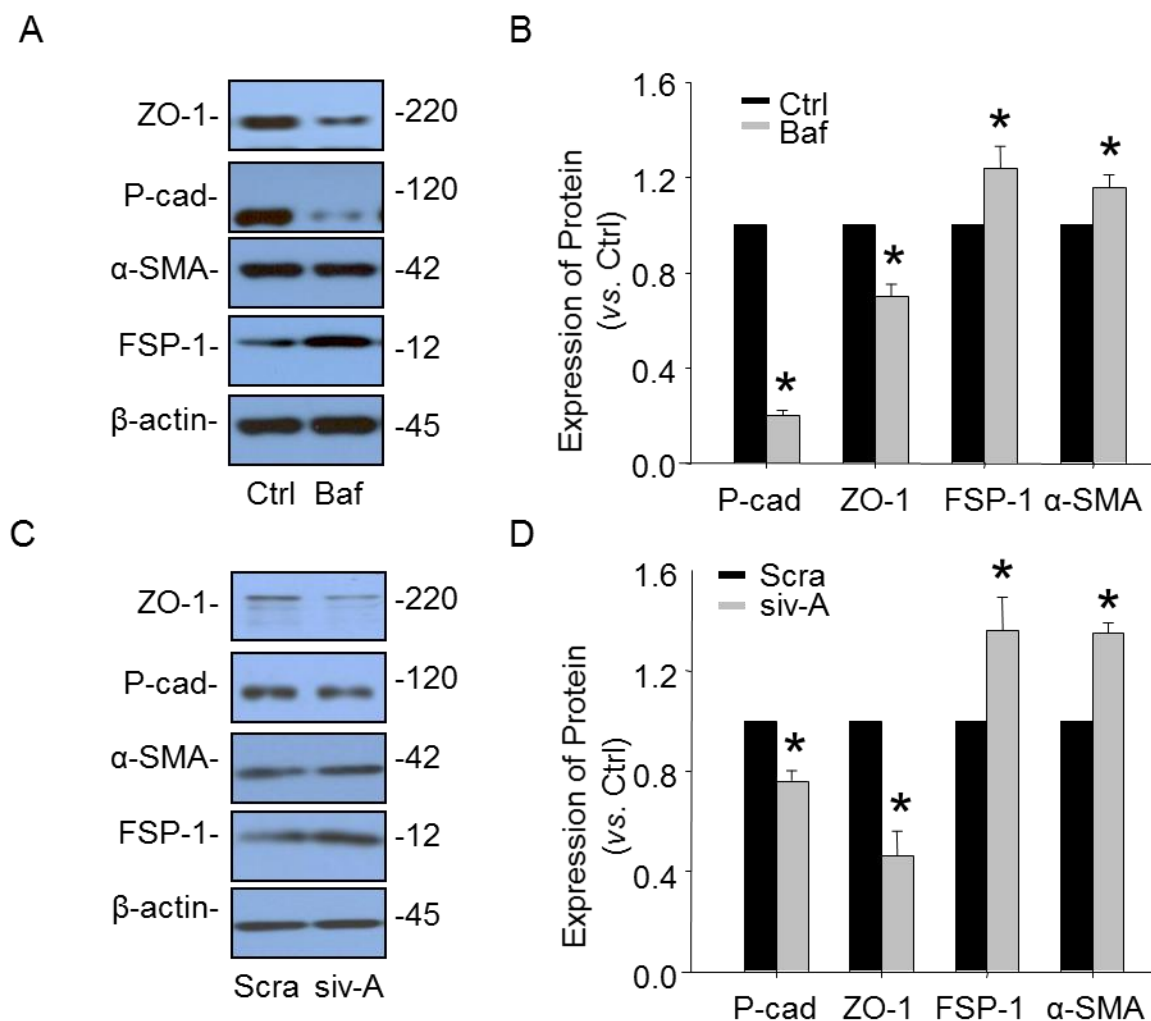 A
ZO-1- -220
P-cad- -120
α-SMA- -42
FSP-1- -12
β-actin- -45
Ctrl Baf
B
Expression of Protein
(vs. Ctrl)
1.6
1.2
0.8
0.4
0.0
Ctrl
Baf
*
*
*
*
P-cad ZO-1 FSP-1 α-SMA
C
ZO-1- -220
P-cad- -120
α-SMA- -42
FSP-1- -12
β-actin- -45
Scra siv-A
D
Expression of Protein
(vs. Ctrl)
1.6
1.2
0.8
0.4
0.0
Scra
siv-A
*
*
*
*
P-cad ZO-1 FSP-1 α-SMA